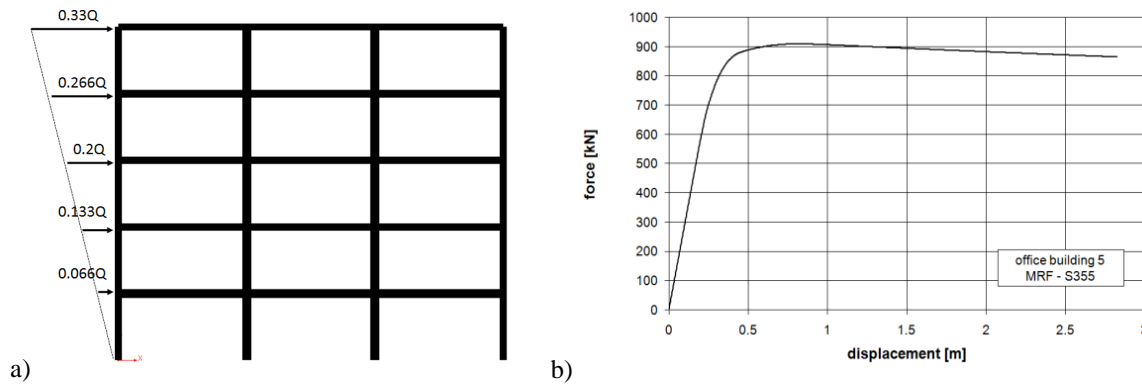 0.33Q
0.266Q
0.2Q
0.133Q
0.066Q
x
a)
force [kN]
1000
900
800
700
600
500
400
300
200
100
0
office building 5
MRF - S355
0 0.5 1 1.5 2 2.5 3
displacement [m]
b)